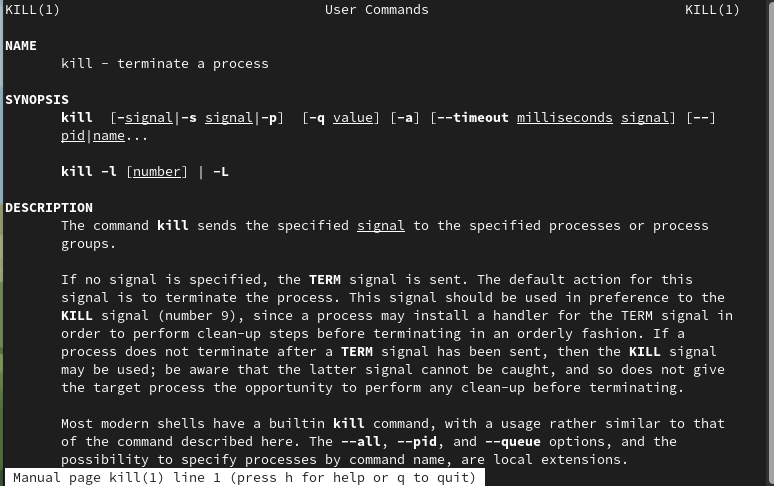 KILL(1) User Commands KILL(1)
NAME
kill - terminate a process
SYNOPSIS
kill [-signal|-s signal|-p] [-q value] [-a] [--timeout milliseconds signal] [--]
pid|name...
kill -l [number] | -L
DESCRIPTION
The command kill sends the specified signal to the specified processes or process
groups.
If no signal is specified, the TERM signal is sent. The default action for this
signal is to terminate the process. This signal should be used in preference to the
KILL signal (number 9), since a process may install a handler for the TERM signal in
order to perform clean-up steps before terminating in an orderly fashion. If a
process does not terminate after a TERM signal has been sent, then the KILL signal
may be used; be aware that the latter signal cannot be caught, and so does not give
the target process the opportunity to perform any clean-up before terminating.
Most modern shells have a builtin kill command, with a usage rather similar to that
of the command described here. The --all, --pid, and --queue options, and the
possibility to specify processes by command name, are local extensions.
Manual page kill(1) line 1 (press h for help or q to quit)